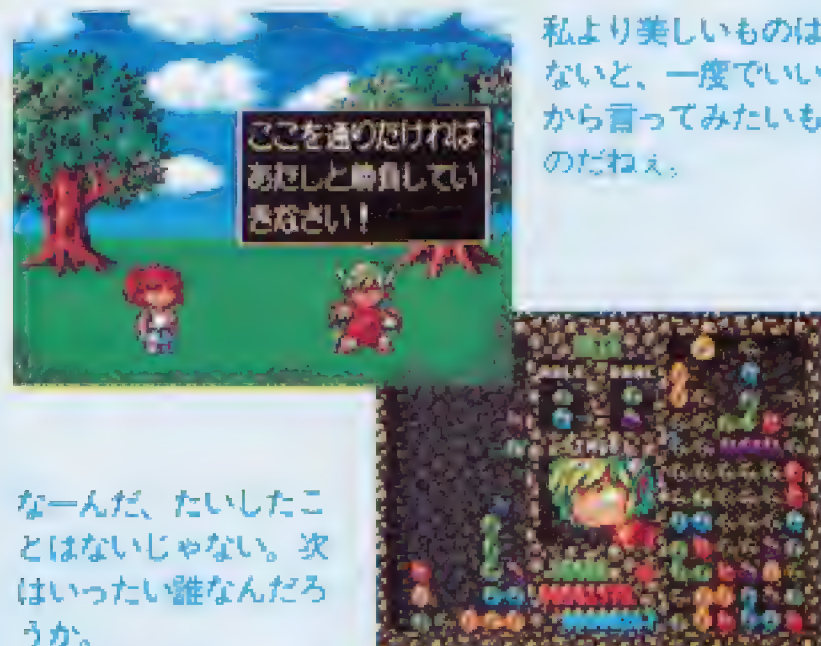 私より美しいものは
ないと、一度でいい
から言ってみたいも
のだねぇ。
ここを通りたければ
あたしと勝負してい
きなさい！
なーんだ、たいしたこ
とはないじゃない。次
はいったい誰なんだろ
うか。